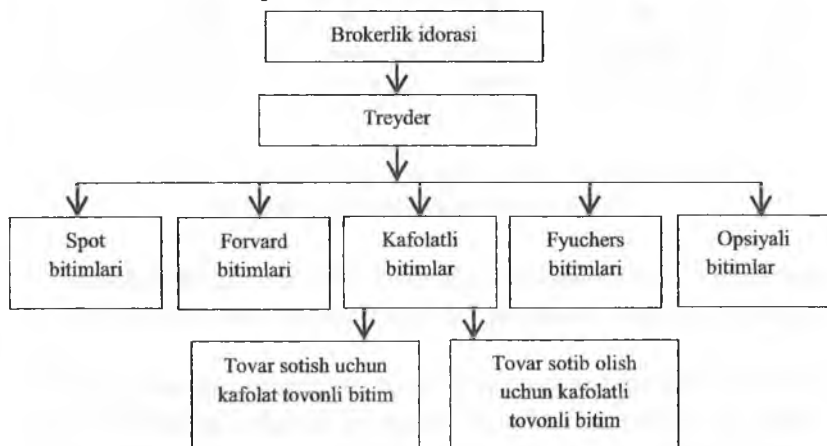 Brokerlik idorasi
Treyder
Spot
bitimlari
Forvard
bitimlari
Kafolatli
bitimlar
Fyuchers
bitimlari
Opsiyali
bitimlar
Tovar sotish uchun
kafolat tovonli bitim
Tovar sotib olish
uchun kafolatli
tovonli bitim